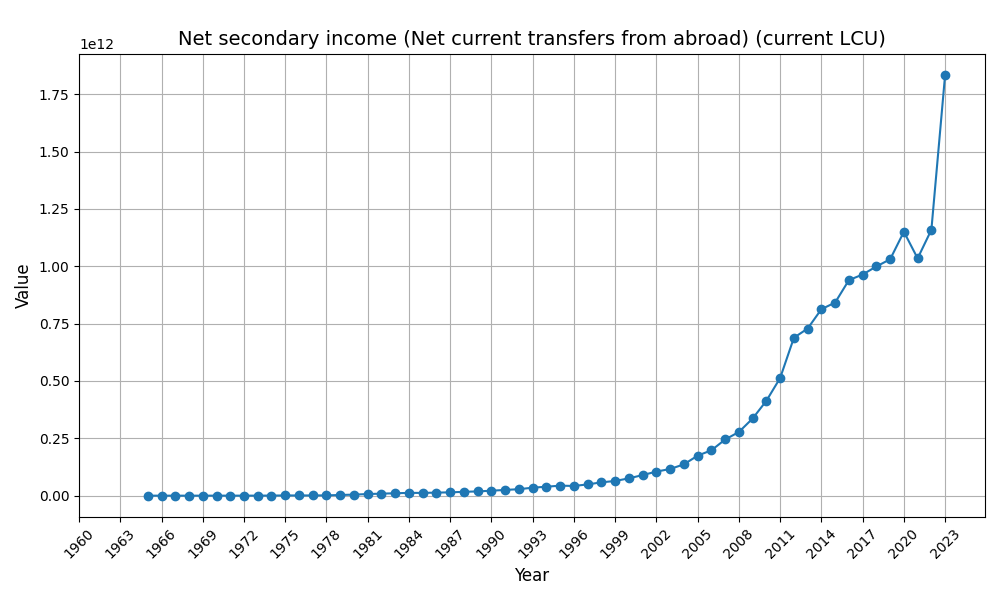 Net secondary income (Net current transfers from abroad) (current LCU)
1e12
1.75
1.50
1.25
1.00
0.75
0.50
0.25
0.00
Value
1960 1963 1966 1969 1972 1975 1978 1981 1984 1987 1990 1993 1996 1999 2002 2005 2008 2011 2014 2017 2020 2023
Year